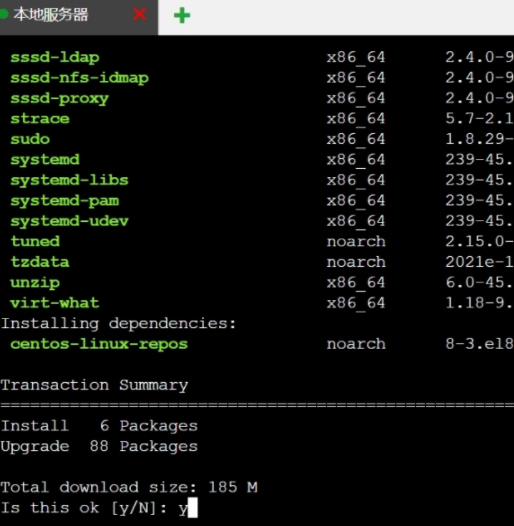 本地服务器
sssd-ldap x86_64 2.4.0-9
sssd-nfs-idmap x86_64 2.4.0-9
sssd-proxy x86_64 2.4.0-9
strace x86_64 5.7-2.1
sudo x86_64 1.8.29-
systemd x86_64 239-45.
systemd-libs x86_64 239-45.
systemd-pam x86_64 239-45.
systemd-udev x86_64 239-45.
tuned noarch 2.15.0-
tzdata noarch 2021e-1
unzip x86_64 6.0-45.
virt-what x86_64 1.18-9.
Installing dependencies:
centos-linux-repos noarch 8-3.el8
Transaction Summary
Install 6 Packages
Upgrade 88 Packages
Total download size: 185 M
Is this ok [y/N]: y